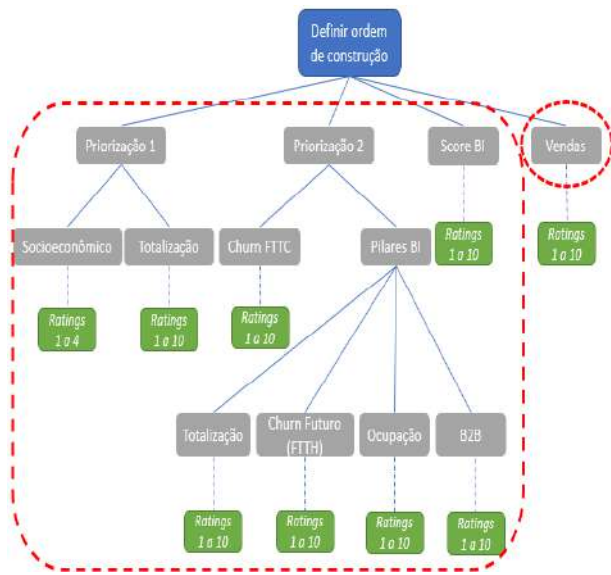 Definir ordem
de construção
Priorização 1
Priorização 2
Score BI
Vendas
Socioeconômico
Totalização
Churn FTTC
Pilares BI
Ratings
1 a 10
Ratings
1 a 10
Ratings
1 a 4
Ratings
1 a 10
Ratings
1 a 10
Totalização
Churn Futuro
(FTTH)
Ocupação
B2B
Ratings
1 a 10
Ratings
1 a 10
Ratings
1 a 10
Ratings
1 a 10